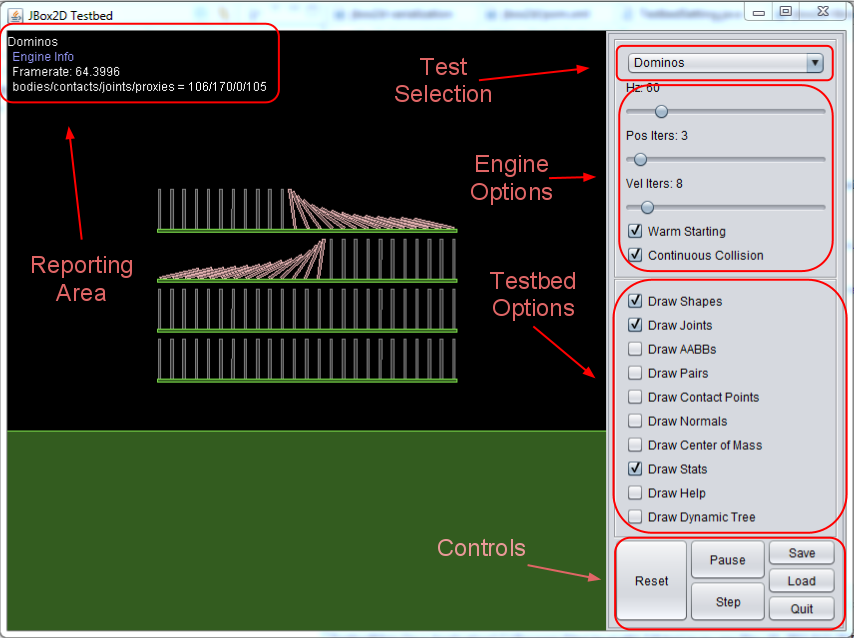 JBox2D Testbed
Dominos
Engine Info
Framerate: 64.3996
bodies/contacts/joints/proxies = 106/170/0/105
Test
Selection
Dominos
Hz: 60
Pos Iters: 3
Engine
Options
Vel Iters: 8
Warm Starting
Continuous Collision
Reporting
Area
Testbed
Options
Draw Shapes
Draw Joints
Draw AABBs
Draw Pairs
Draw Contact Points
Draw Normals
Draw Center of Mass
Draw Stats
Draw Help
Draw Dynamic Tree
Controls
Reset
Pause
Step
Save
Load
Quit